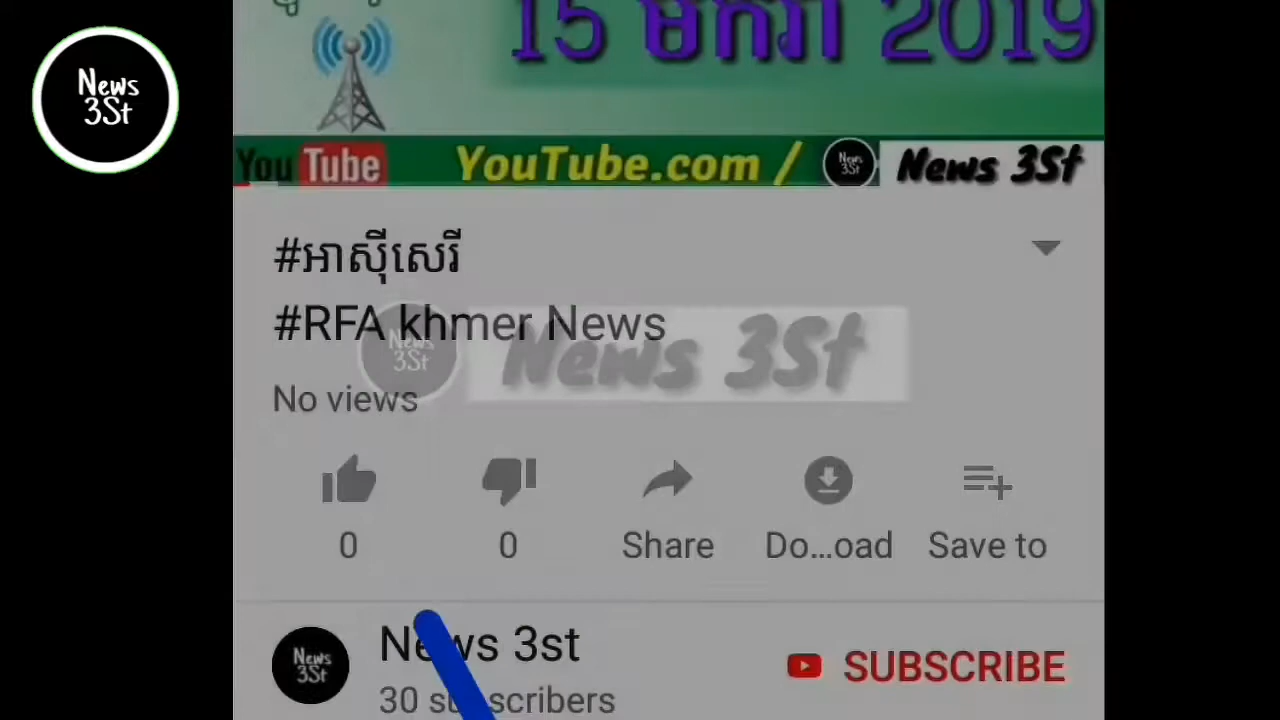 News
3St
15 មករា 2019
YouTube
YouTube.com /
News
3St
News 3St
#អាស៊ីសេរី
#RFA khmer News
News
3St
News 3St
No views
0
0
Share
Do...oad
Save to
News
3St
News 3st
30 subscribers
SUBSCRIBE